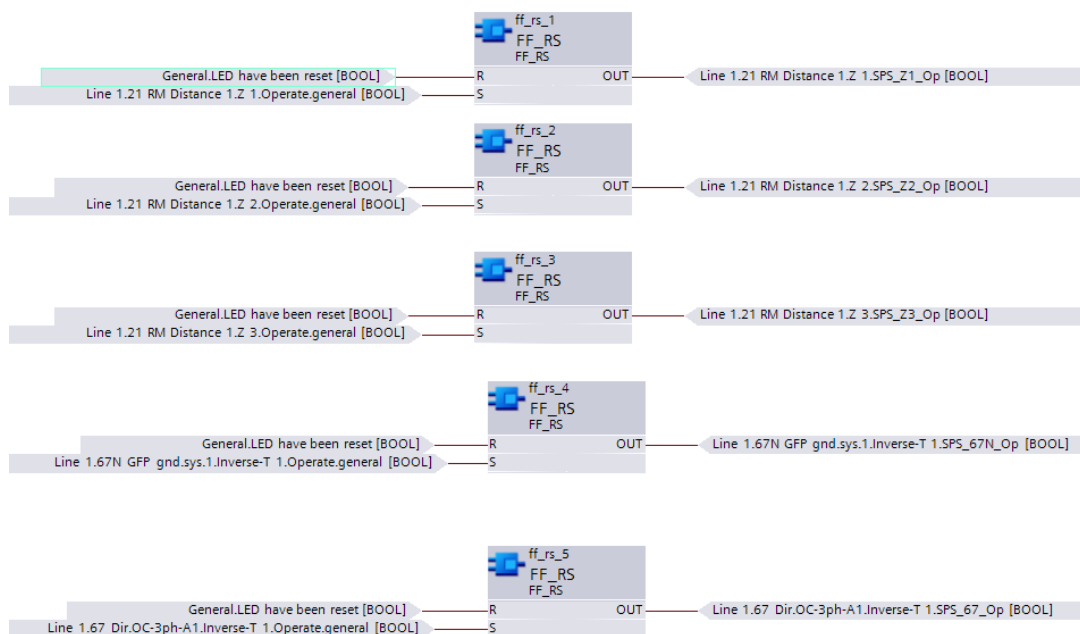 ff_rs_1
FF_RS
FF_RS
General.LED have been reset [BOOL] R OUT Line 1.21 RM Distance 1.Z 1.SPS_Z1_Op [BOOL]
Line 1.21 RM Distance 1.Z 1.Operate.general [BOOL] S
ff_rs_2
FF_RS
FF_RS
General.LED have been reset [BOOL] R OUT Line 1.21 RM Distance 1.Z 2.SPS_Z2_Op [BOOL]
Line 1.21 RM Distance 1.Z 2.Operate.general [BOOL] S
ff_rs_3
FF_RS
FF_RS
General.LED have been reset [BOOL] R OUT Line 1.21 RM Distance 1.Z 3.SPS_Z3_Op [BOOL]
Line 1.21 RM Distance 1.Z 3.Operate.general [BOOL] S
ff_rs_4
FF_RS
FF_RS
General.LED have been reset [BOOL] R OUT Line 1.67N GFP gnd.sys.1.Inverse-T 1.SPS_67N_Op [BOOL]
Line 1.67N GFP gnd.sys.1.Inverse-T 1.Operate.general [BOOL] S
ff_rs_5
FF_RS
FF_RS
General.LED have been reset [BOOL] R OUT Line 1.67 Dir.OC-3ph-A1.Inverse-T 1.SPS_67_Op [BOOL]
Line 1.67 Dir.OC-3ph-A1.Inverse-T 1.Operate.general [BOOL] S